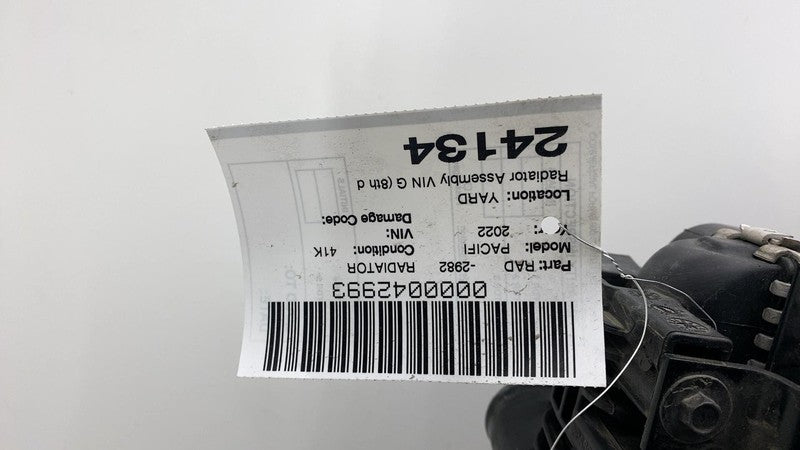 0000042993
Part: RAD -2982 RADIATOR
Model: PACIFI Condition: 41K
Year: 2022 VIN:
Damage Code:
Location: YARD
Radiator Assembly VIN G (8th d
24134